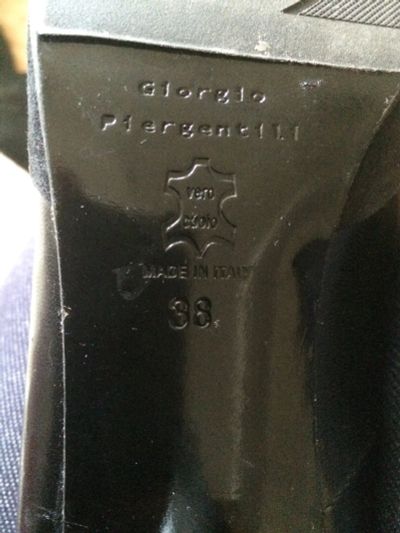 Giorgio
Piergentili
vero
cuoio
MADE IN ITALY
38